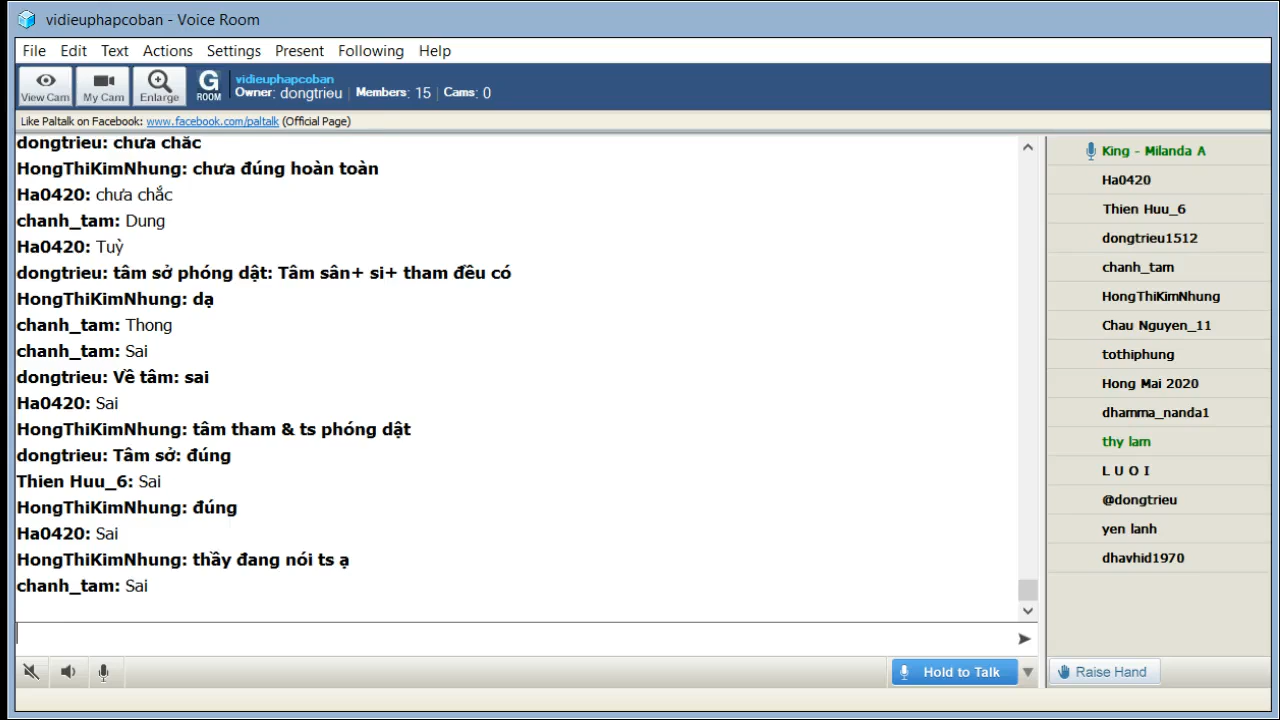 vidieuphapcoban - Voice Room
File Edit Text Actions Settings Present Following Help
View Cam My Cam Enlarge G ROOM vidieuphapcoban
Owner: dongtrieu Members: 15 Cams: 0
Like Paltalk on Facebook: www.facebook.com/paltalk (Official Page)
dongtrieu: chưa chăc
HongThiKimNhung: chưa đúng hoàn toàn
Ha0420: chưa chắc
chanh_tam: Dung
Ha0420: Tuỳ
dongtrieu: tâm sở phóng dật: Tâm sân+ si+ tham đều có
HongThiKimNhung: dạ
chanh_tam: Thong
chanh_tam: Sai
dongtrieu: Về tâm: sai
Ha0420: Sai
HongThiKimNhung: tâm tham & ts phóng dật
dongtrieu: Tâm sở: đúng
Thien Huu_6: Sai
HongThiKimNhung: đúng
Ha0420: Sai
HongThiKimNhung: thầy đang nói ts ạ
chanh_tam: Sai
Hold to Talk
King - Milanda A
Ha0420
Thien Huu_6
dongtrieu1512
chanh_tam
HongThiKimNhung
Chau Nguyen_11
tothiphung
Hong Mai 2020
dhamma_nanda1
thy lam
L U O I
@dongtrieu
yen lanh
dhavhid1970
Raise Hand